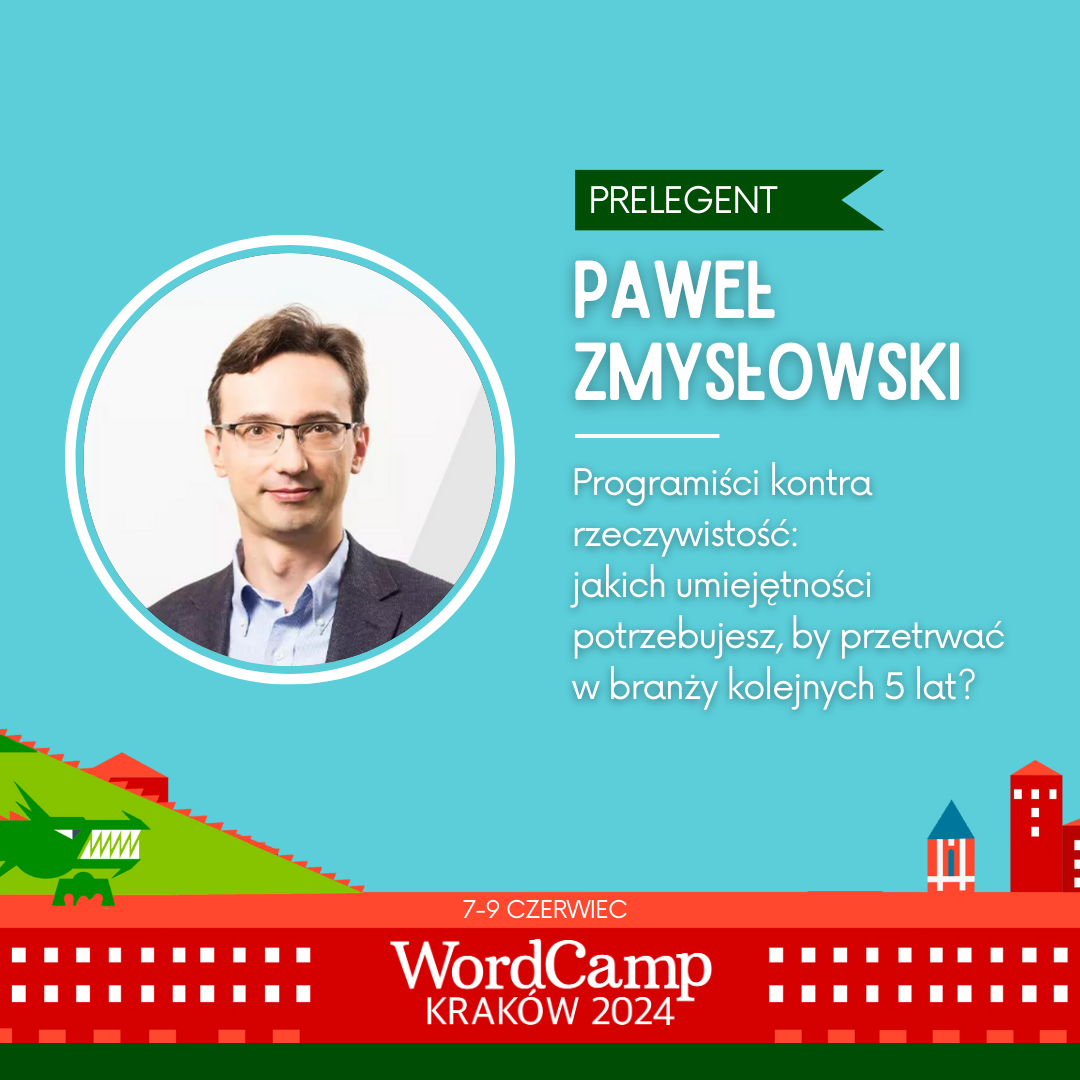 PRELEGENT
PAWEŁ
ZMYSŁOWSKI
Programiści kontra
rzeczywistość:
jakich umiejętności
potrzebujesz, by przetrwać
w branży kolejnych 5 lat?
7-9 CZERWIEC
WordCamp
KRAKÓW 2024